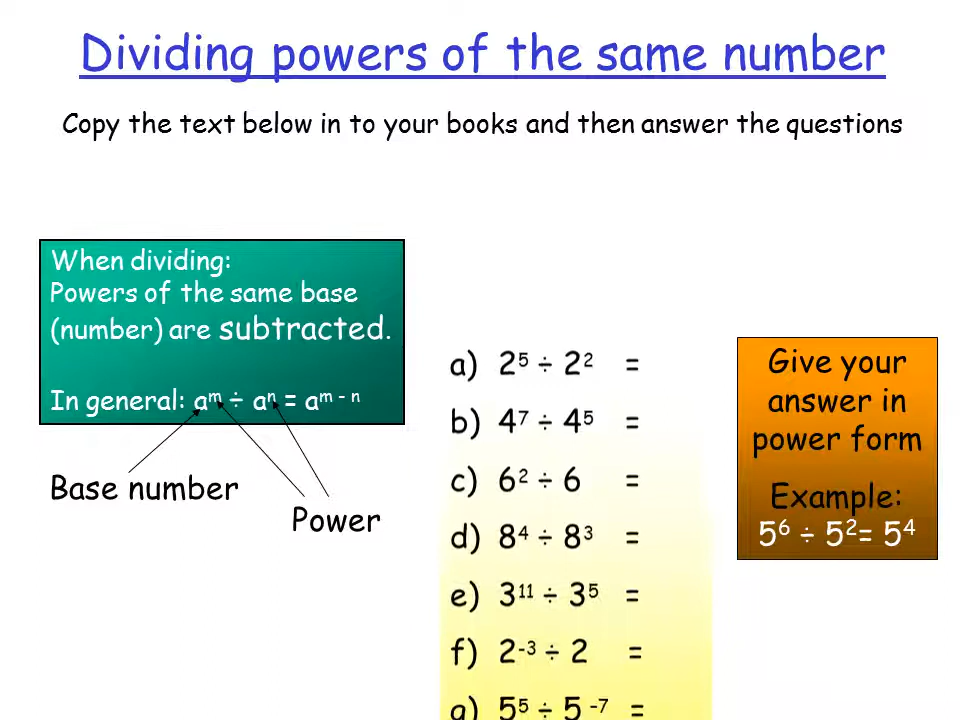 Dividing powers of the same number
Copy the text below in to your books and then answer the questions
When dividing:
Powers of the same base
(number) are subtracted.
In general: aᵐ ÷ aⁿ = aᵐ ⁻ ⁿ
Base number
Power
a) 2⁵ ÷ 2² =
b) 4⁷ ÷ 4⁵ =
c) 6² ÷ 6 =
d) 8⁴ ÷ 8³ =
e) 3¹¹ ÷ 3⁵ =
f) 2⁻³ ÷ 2 =
g) 5⁵ ÷ 5 ⁻⁷ =
Give your
answer in
power form
Example:
5⁶ ÷ 5²= 5⁴